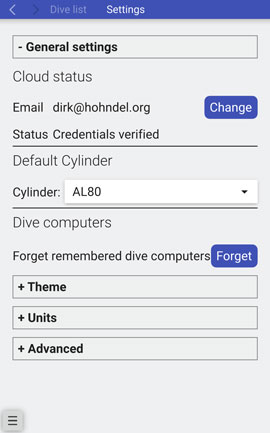 Dive list Settings
- General settings
Cloud status
Email dirk@hohndel.org Change
Status Credentials verified
Default Cylinder
Cylinder: AL80
Dive computers
Forget remembered dive computers Forget
+ Theme
+ Units
+ Advanced